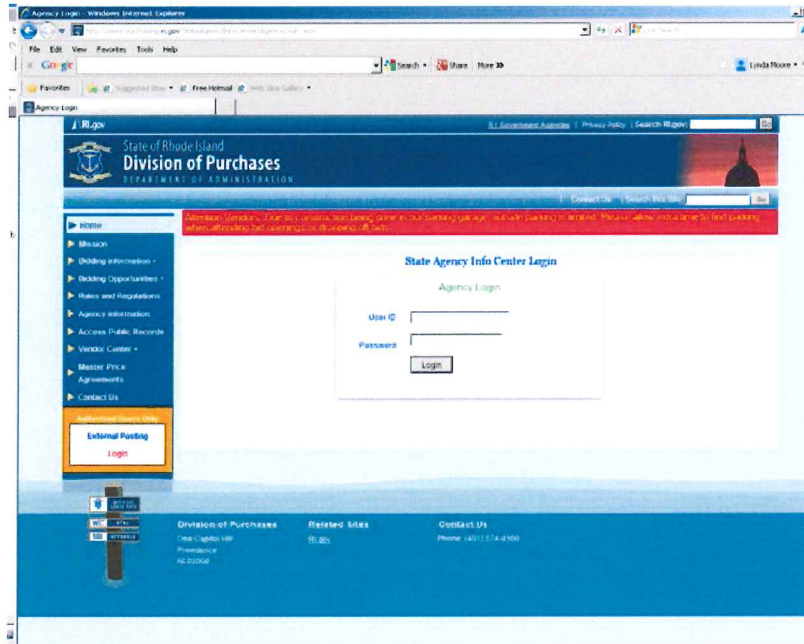 Agency Login - Windows Internet Explorer
File Edit View Favorites Tools Help
Google
Search Share More »
Lynda Moore
Favorites Suggested Sites Free Hotmail Web Slice Gallery
Agency Login
RI.gov
RI Government Agencies | Privacy Policy | Search RI.gov: Go
State of Rhode Island
Division of Purchases
DEPARTMENT OF ADMINISTRATION
Contact Us | Search this Site Go
Attention Vendors: Due to construction being done in our parking garage, outside parking is limited. Please allow extra time to find parking
when attending bid openings or dropping off bids.
Home
Mission
Bidding Information
Bidding Opportunities
Rules and Regulations
Agency Information
Access Public Records
Vendor Center
Master Price
Agreements
Contact Us
Authorized Users Only
External Posting
Login
State Agency Info Center Login
Agency Login
User ID
Password
Login
Division of Purchases
One Capitol Hill
Providence
Related Sites
RI.gov
Contact Us
Phone: (401)